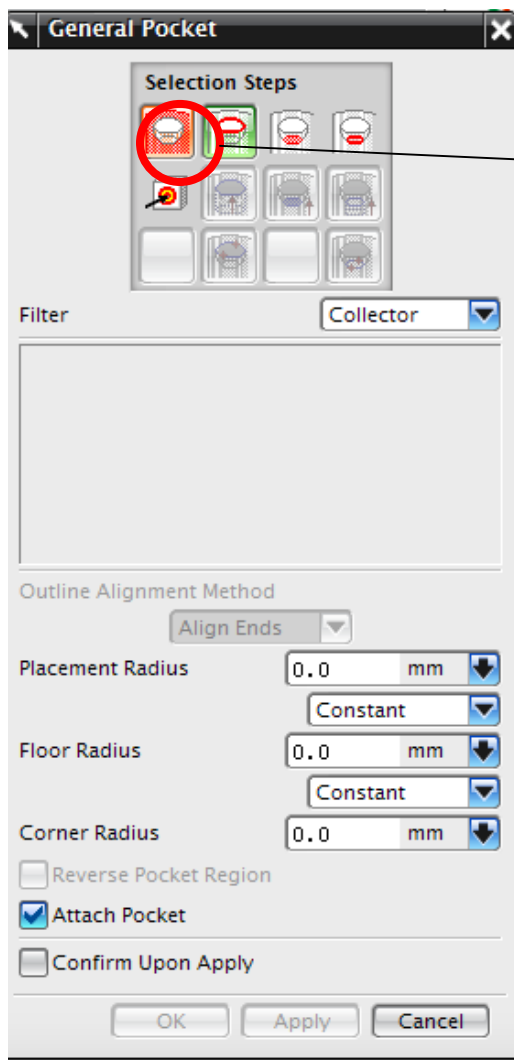 General Pocket
Selection Steps
Filter Collector
Outline Alignment Method
Align Ends
Placement Radius 0.0 mm
Constant
Floor Radius 0.0 mm
Constant
Corner Radius 0.0 mm
Reverse Pocket Region
Attach Pocket
Confirm Upon Apply
OK Apply Cancel